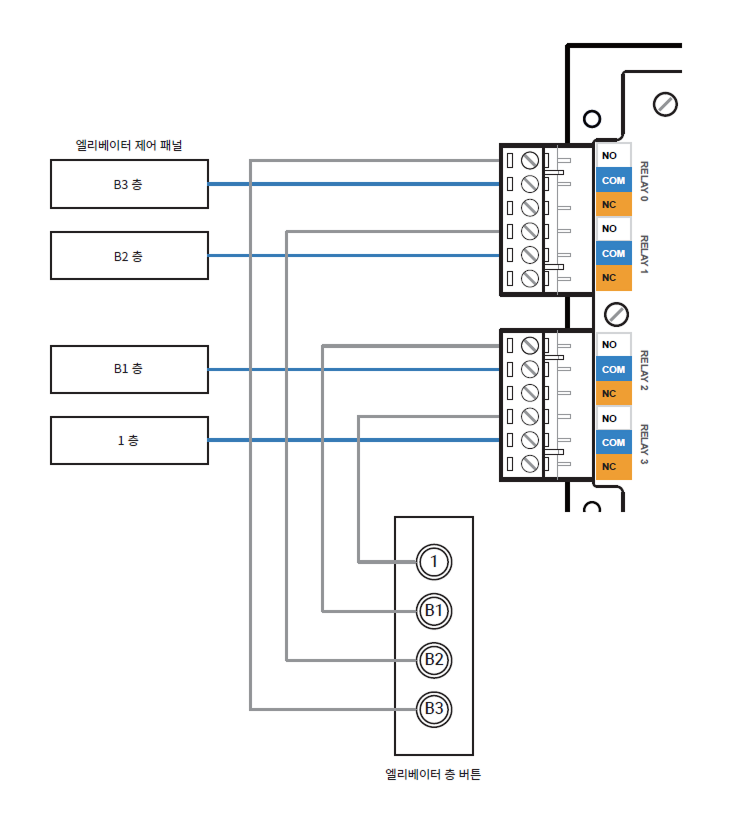 엘리베이터 제어 패널
B3 층
B2 층
B1 층
1 층
NO
COM
NC
RELAY 0
NO
COM
NC
RELAY 1
NO
COM
NC
RELAY 2
NO
COM
NC
RELAY 3
1
B1
B2
B3
엘리베이터 층 버튼